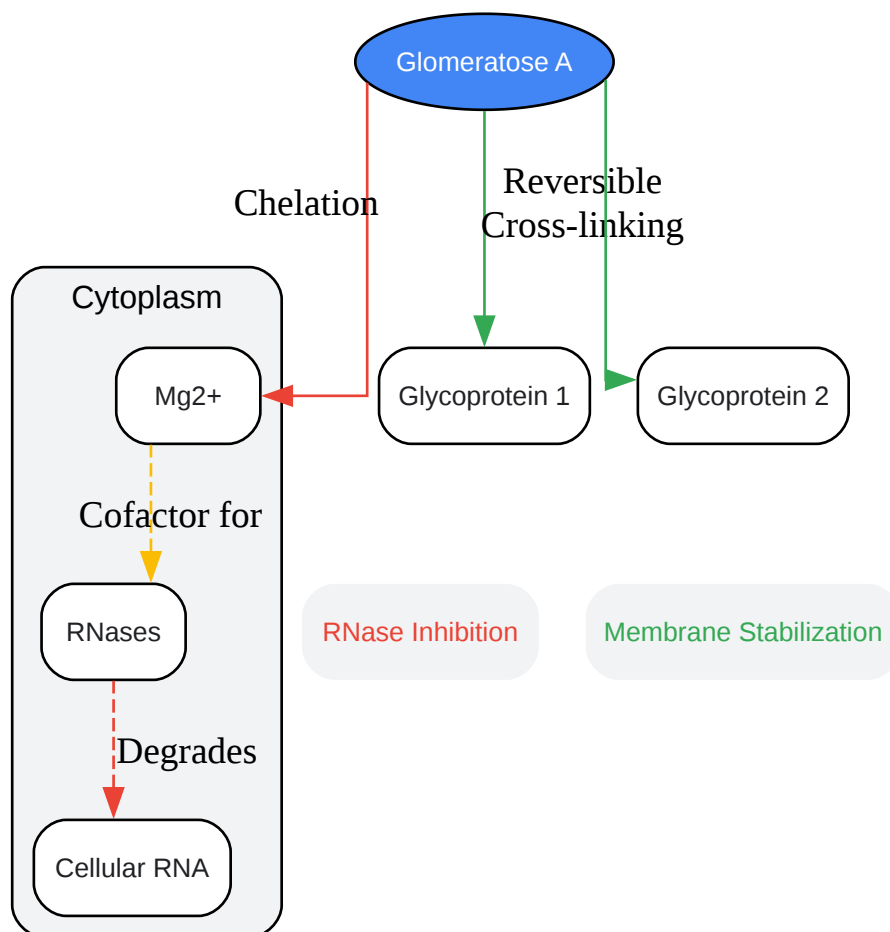 Glomeratose A
Chelation
Reversible
Cross-linking
Cytoplasm
Mg2+
Glycoprotein 1
Glycoprotein 2
Cofactor for
RNases
RNase Inhibition
Membrane Stabilization
Degrades
Cellular RNA